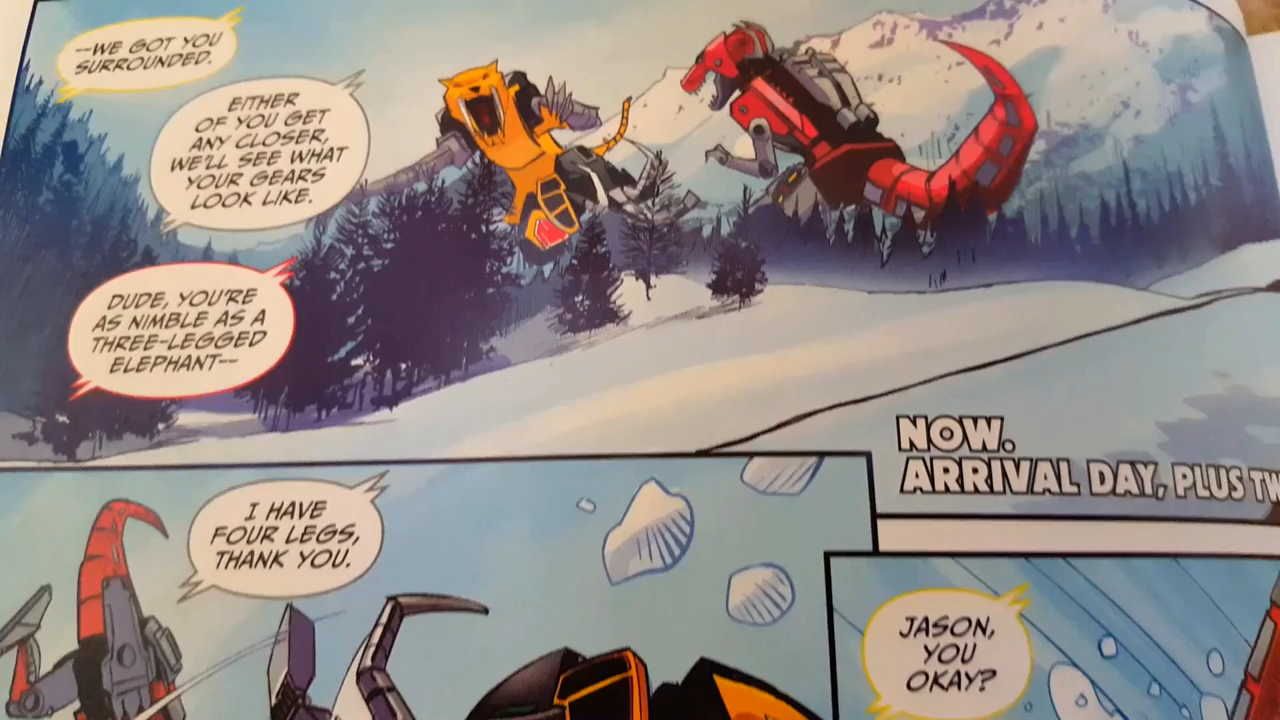 --WE GOT YOU
SURROUNDED.
EITHER
OF YOU GET
ANY CLOSER,
WE'LL SEE WHAT
YOUR GEARS
LOOK LIKE.
DUDE, YOU'RE
AS NIMBLE AS A
THREE-LEGGED
ELEPHANT--
NOW.
ARRIVAL DAY, PLUS
I HAVE
FOUR LEGS,
THANK YOU.
JASON,
YOU
OKAY?